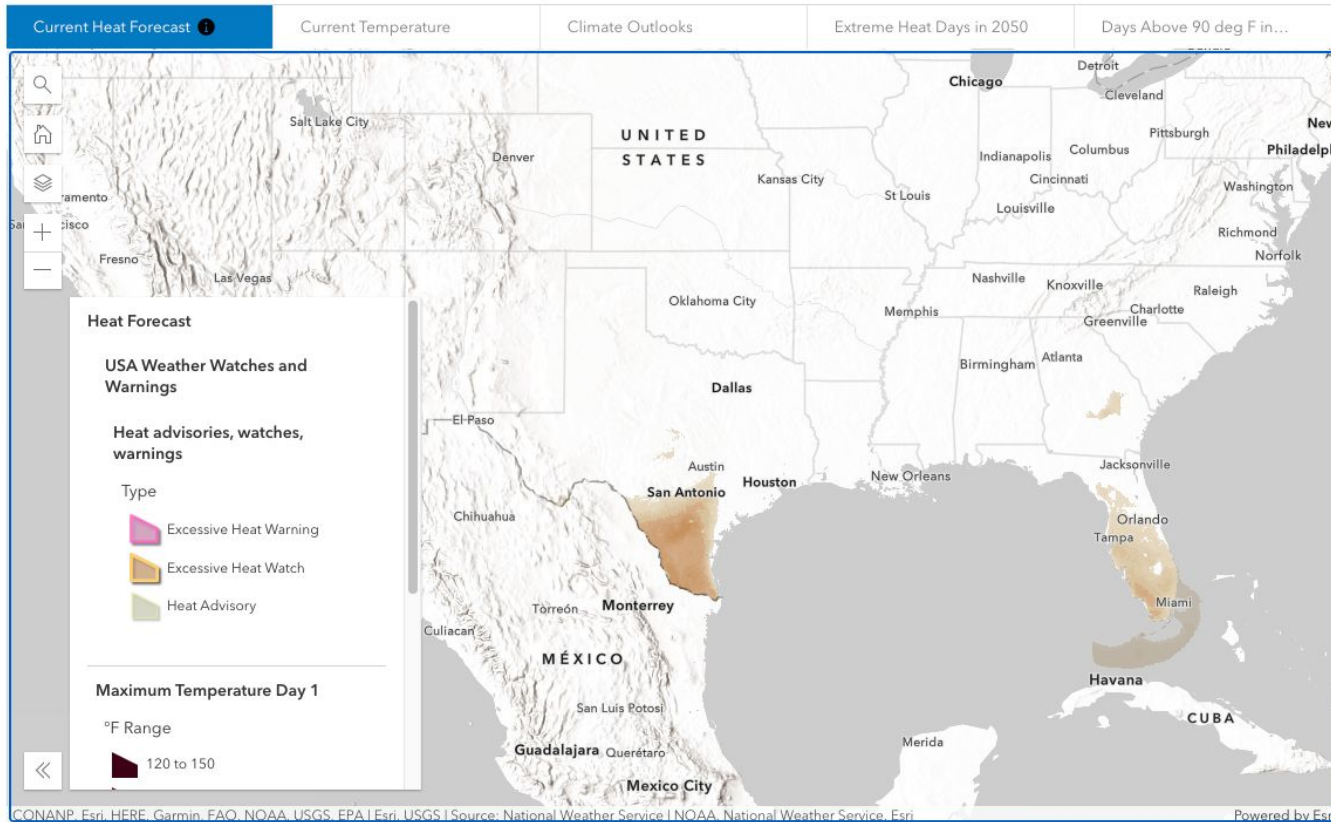 Current Heat Forecast
Current Temperature
Climate Outlooks
Extreme Heat Days in 2050
Days Above 90 deg F in…
Detroit
Chicago
Cleveland
Salt Lake City
UNITED
STATES
New
Pittsburgh
Philadelph
Denver
Indianapolis
Columbus
Kansas City
Cincinnati
Washington
St Louis
ramento
Louisville
isco
Richmond
Norfolk
Fresno
Las Vegas
Nashville
Knoxville
Raleigh
Oklahoma City
Memphis
Charlotte
Greenville
Birmingham
Atlanta
Dallas
El Paso
Austin
Jacksonville
San Antonio
Houston
New Orleans
Chihuahua
Orlando
Tampa
Miami
Torreón
Monterrey
Culiacan
MÉXICO
Havana
San Luis Potosi
CUBA
Merida
Guadalajara
Querétaro
Mexico City
Heat Forecast
USA Weather Watches and
Warnings
Heat advisories, watches,
warnings
Type
Excessive Heat Warning
Excessive Heat Watch
Heat Advisory
Maximum Temperature Day 1
°F Range
120 to 150
CONANP, Esri, HERE, Garmin, FAO, NOAA, USGS, EPA | Esri, USGS | Source: National Weather Service | NOAA, National Weather Service, Esri
Powered by Esri